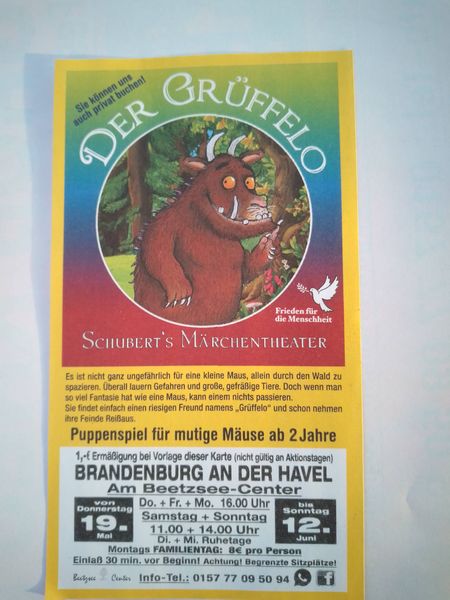 Sie können uns
auch privat buchen!
DER GRÜFFELO
Frieden für
die Menschheit
SCHUBERT'S MÄRCHENTHEATER
Es ist nicht ganz ungefährlich für eine kleine Maus, allein durch den Wald zu
spazieren. Überall lauern Gefahren und große, gefräßige Tiere. Doch wenn man
so viel Fantasie hat wie eine Maus, kann einem nichts passieren.
Sie findet einfach einen riesigen Freund namens „Grüffelo" und schon nehmen
ihre Feinde Reißaus.
Puppenspiel für mutige Mäuse ab 2 Jahre
1,-€ Ermäßigung bei Vorlage dieser Karte (nicht gültig an Aktionstagen)
BRANDENBURG AN DER HAVEL
Am Beetzsee-Center
von
Donnerstag
19.
Mai
Do. + Fr. + Mo. 16.00 Uhr
Samstag + Sonntag
11.00 + 14.00 Uhr
Di. + Mi. Ruhetage
bis
Sonntag
12.
Juni
Montags FAMILIENTAG: 8€ pro Person
Einlaß 30 min. vor Beginn! Achtung! Begrenzte Sitzplätze!
Beetzsee Center
Info-Tel.: 0157 77 09 50 94